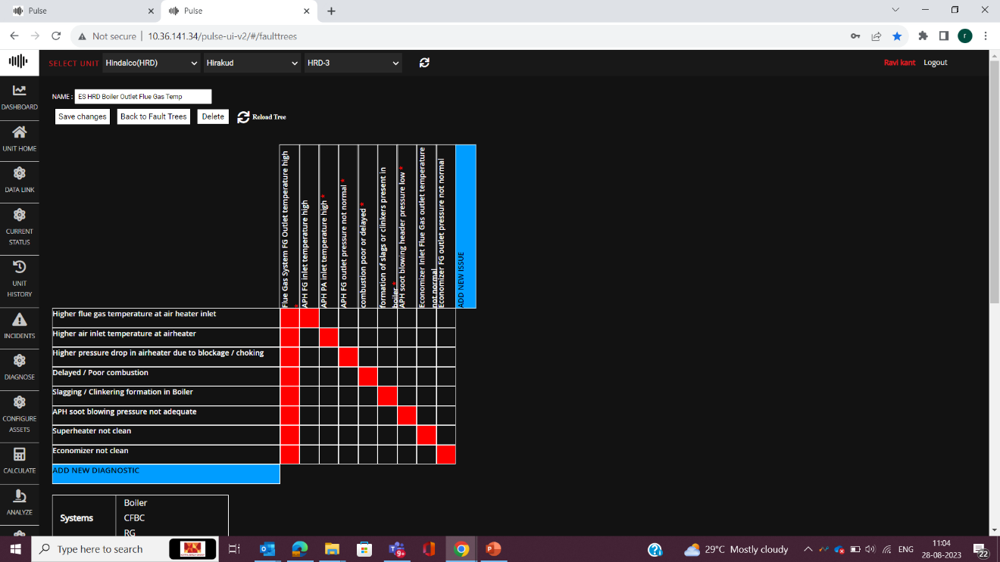 Pulse
Pulse
Not secure
10.36.141.34/pulse-ui-v2/#/faulttrees
r
SELECT UNIT
Hindalco(HRD)
Hirakud
HRD-3
Ravi kant
Logout
DASHBOARD
UNIT HOME
DATA LINK
CURRENT
STATUS
UNIT
HISTORY
INCIDENTS
DIAGNOSE
CONFIGURE
ASSETS
CALCULATE
ANALYZE
NAME :
ES HRD Boiler Outlet Flue Gas Temp
Save changes
Back to Fault Trees
Delete
Reload Tree
Flue Gas System FG Outlet temperature high
*
APH FG inlet temperature high
APH PA inlet temperature high *
APH FG outlet pressure not normal *
combustion poor or delayed *
formation of slags or clinkers present in
boiler *
APH soot blowing header pressure low *
Economizer Inlet Flue Gas outlet temperature
not normal
Economizer FG outlet pressure not normal
ADD NEW ISSUE
Higher flue gas temperature at air heater inlet
Higher air inlet temperature at airheater
Higher pressure drop in airheater due to blockage / choking
Delayed / Poor combustion
Slagging / Clinkering formation in Boiler
APH soot blowing pressure not adequate
Superheater not clean
Economizer not clean
ADD NEW DIAGNOSTIC
Systems
Boiler
CFBC
RG
Type here to search
9+
29°C Mostly cloudy
ENG
11:04
28-08-2023
22